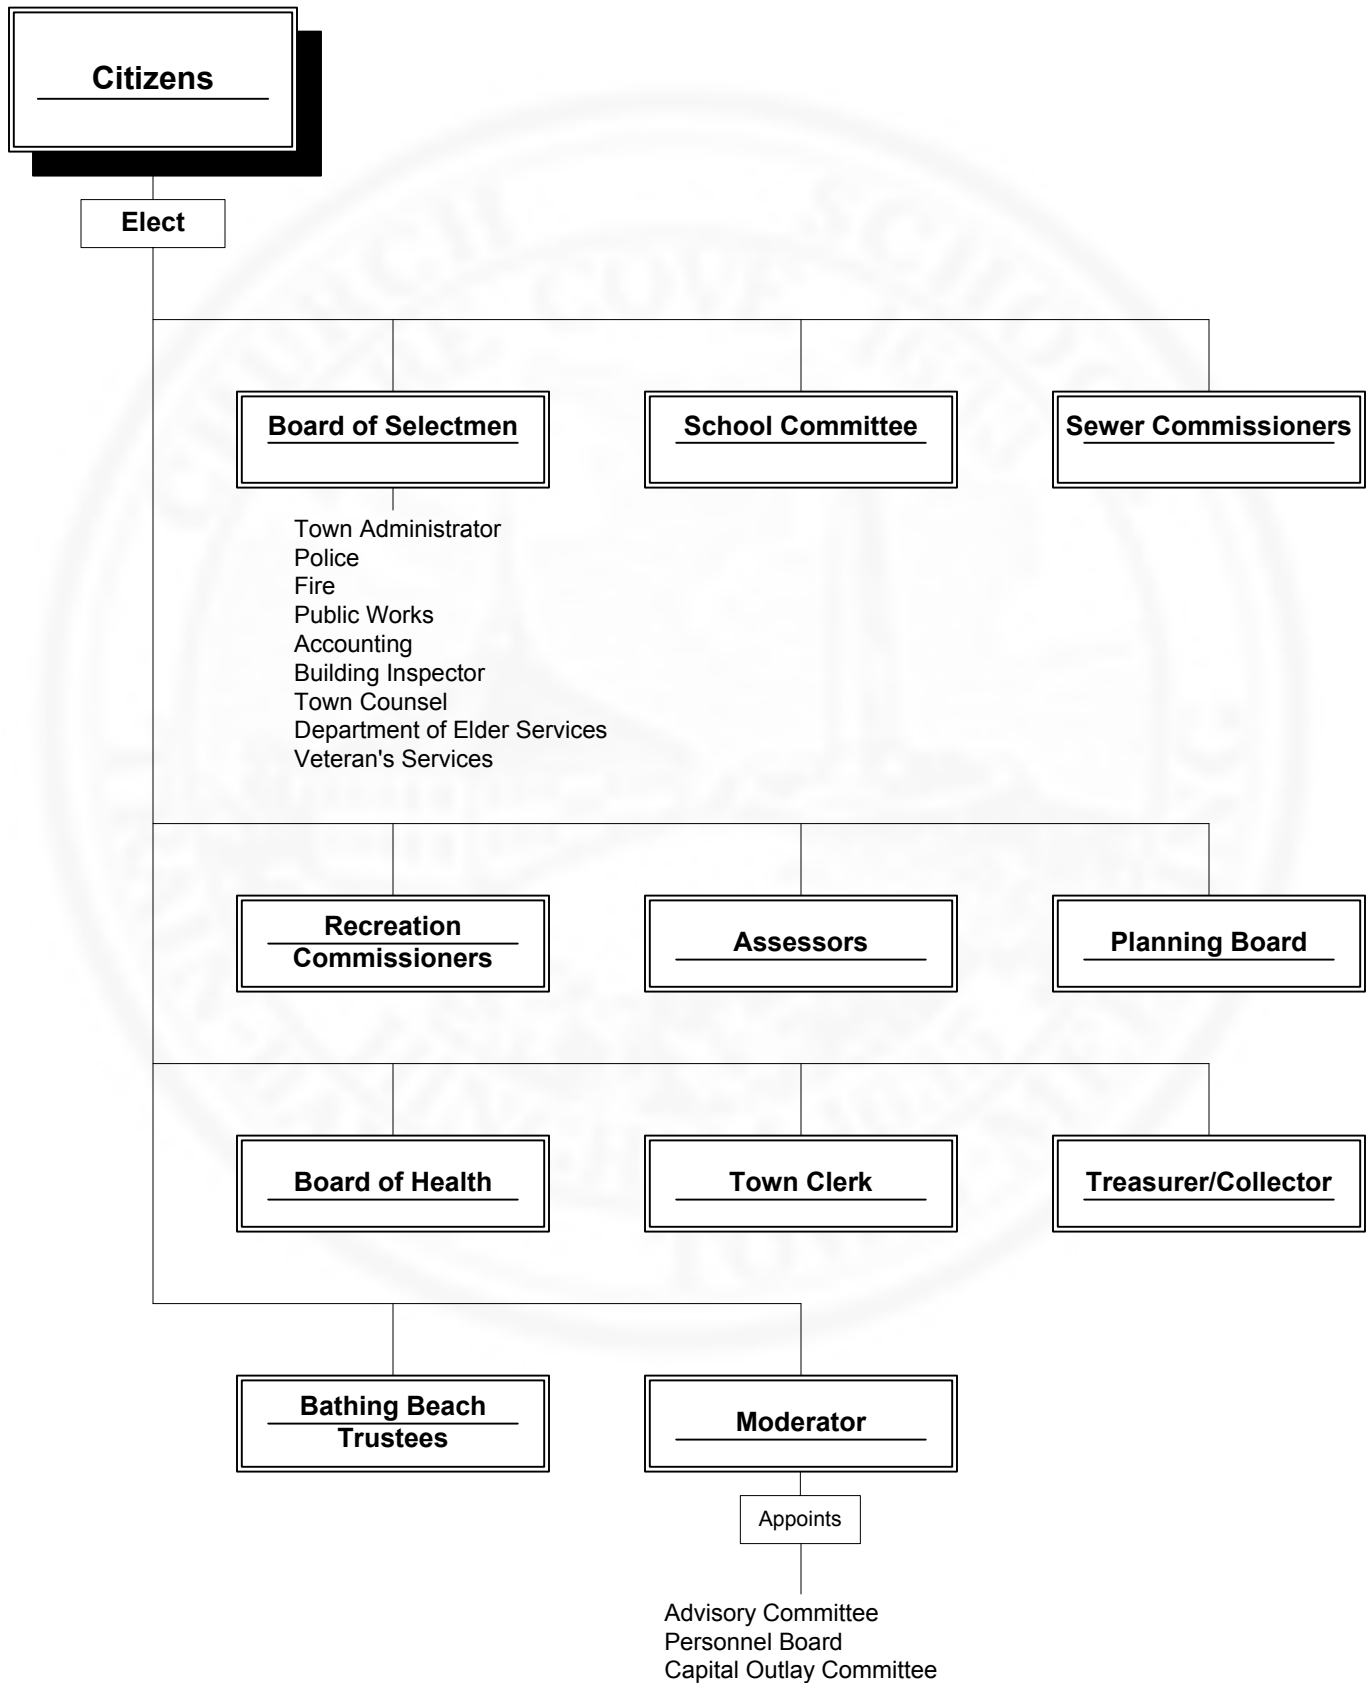 Citizens
Elect
Board of Selectmen
School Committee
Sewer Commissioners
Town Administrator
Police
Fire
Public Works
Accounting
Building Inspector
Town Counsel
Department of Elder Services
Veteran's Services
Recreation
Commissioners
Assessors
Planning Board
Board of Health
Town Clerk
Treasurer/Collector
Bathing Beach
Trustees
Moderator
Appoints
Advisory Committee
Personnel Board
Capital Outlay Committee